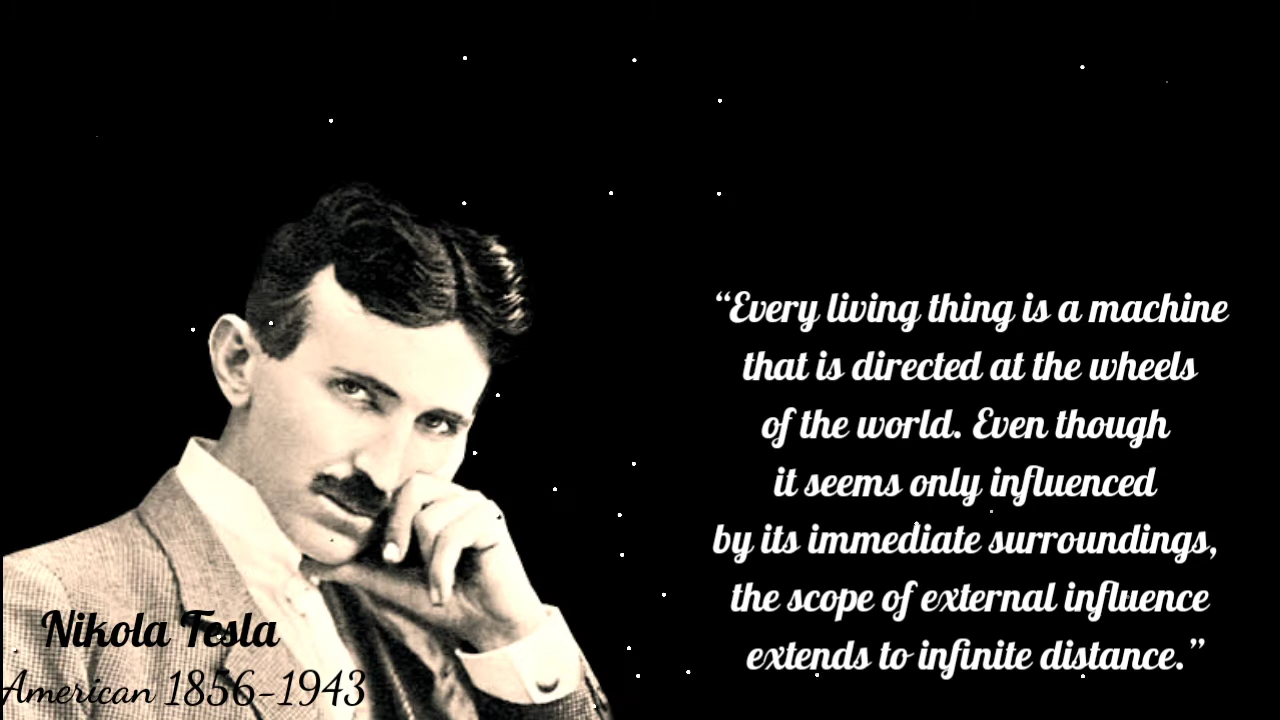 “Every living thing is a machine
that is directed at the wheels
of the world. Even though
it seems only influenced
by its immediate surroundings,
the scope of external influence
extends to infinite distance.”
Nikola Tesla
American 1856-1943